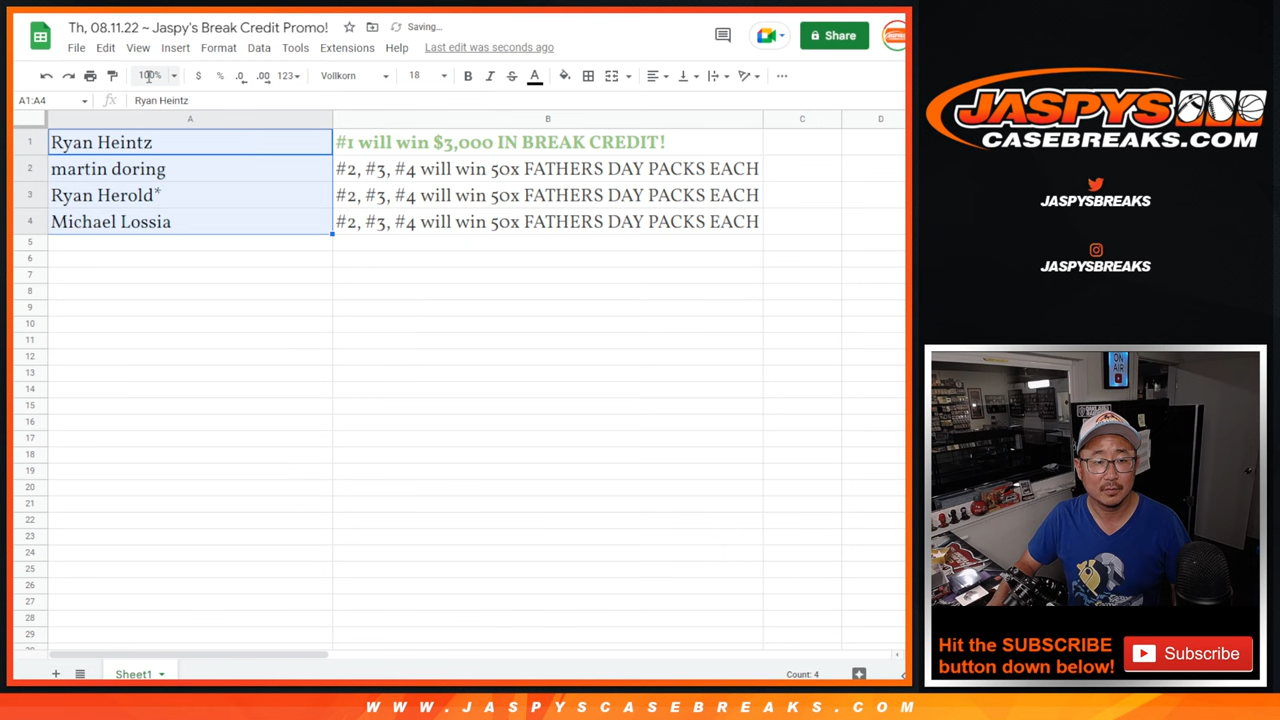 Th, 08.11.22 ~ Jaspy's Break Credit Promo!
Saving...
File Edit View Insert Format Data Tools Extensions Help Last edit was seconds ago
Share
100% $ % .0 .00 123 Vollkorn 18 B I S A
A1:A4 fx Ryan Heintz
A B C D
1 Ryan Heintz #1 will win $3,000 IN BREAK CREDIT!
2 martin doring #2, #3, #4 will win 50x FATHERS DAY PACKS EACH
3 Ryan Herold* #2, #3, #4 will win 50x FATHERS DAY PACKS EACH
4 Michael Lossia #2, #3, #4 will win 50x FATHERS DAY PACKS EACH
5
6
7
8
9
10
11
12
13
14
15
16
17
18
19
20
21
22
23
24
25
26
27
28
29
+ Sheet1 Count: 4
JASPYS
CASEBREAKS.COM
JASPYSBREAKS
JASPYSBREAKS
ON
AIR
Hit the SUBSCRIBE
button down below!
Subscribe
WWW.JASPYSCASEBREAKS.COM